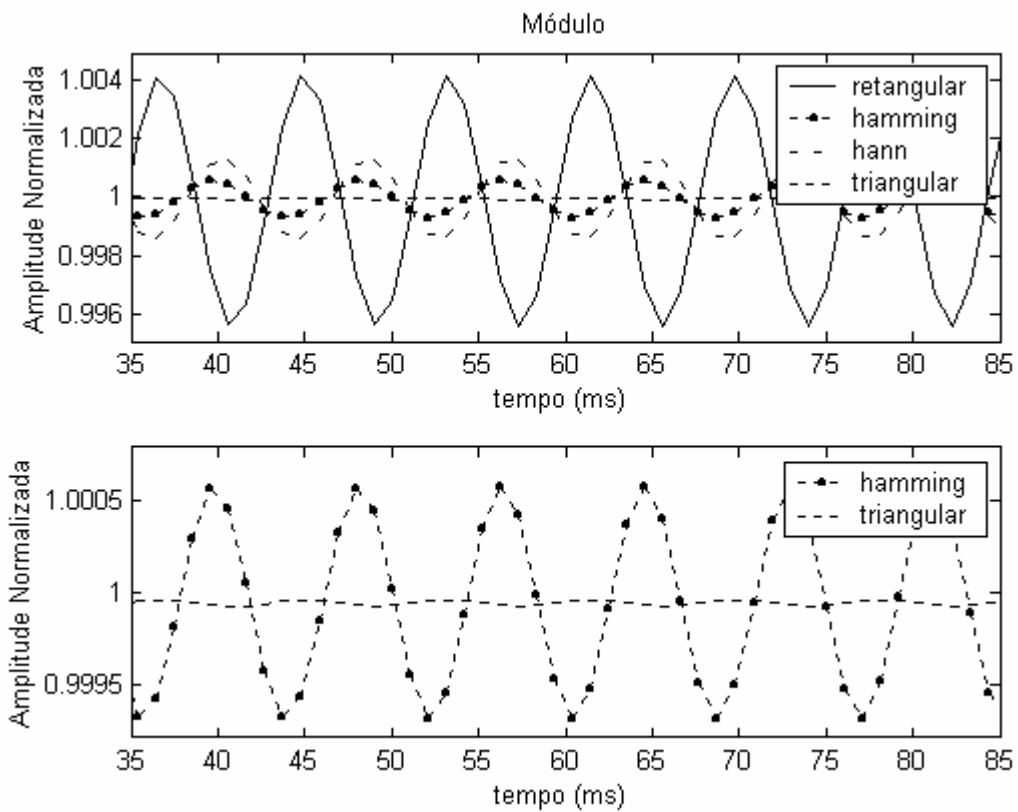 Módulo
Amplitude Normalizada
1.004
1.002
1
0.998
0.996
retangular
hamming
hann
triangular
35 40 45 50 55 60 65 70 75 80 85
tempo (ms)
Amplitude Normalizada
1.0005
1
0.9995
hamming
triangular
35 40 45 50 55 60 65 70 75 80 85
tempo (ms)